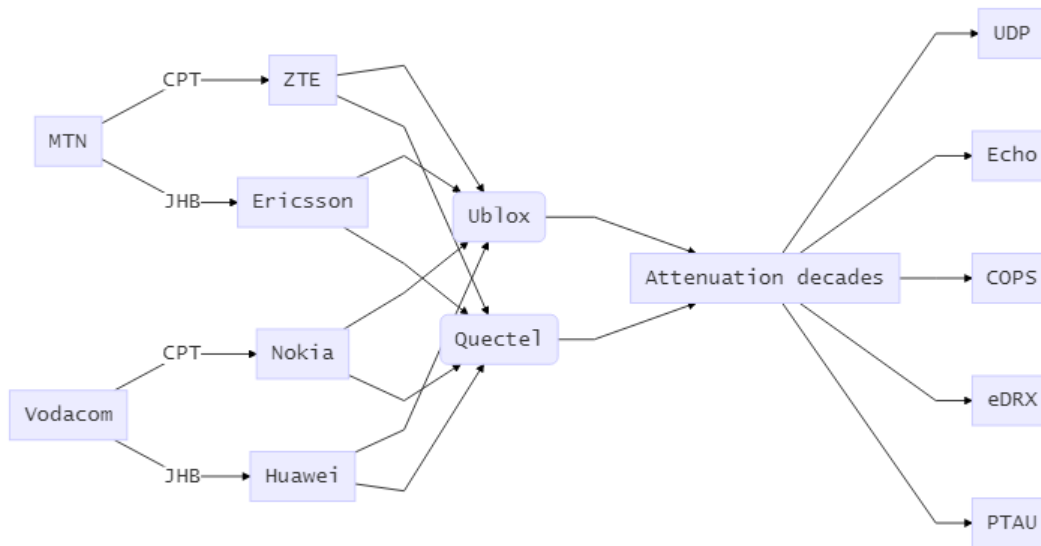 UDP
CPT
ZTE
MTN
Echo
JHB
Ericsson
Ublox
Attenuation decades
COPS
CPT
Nokia
Quectel
Vodacom
eDRX
JHB
Huawei
PTAU